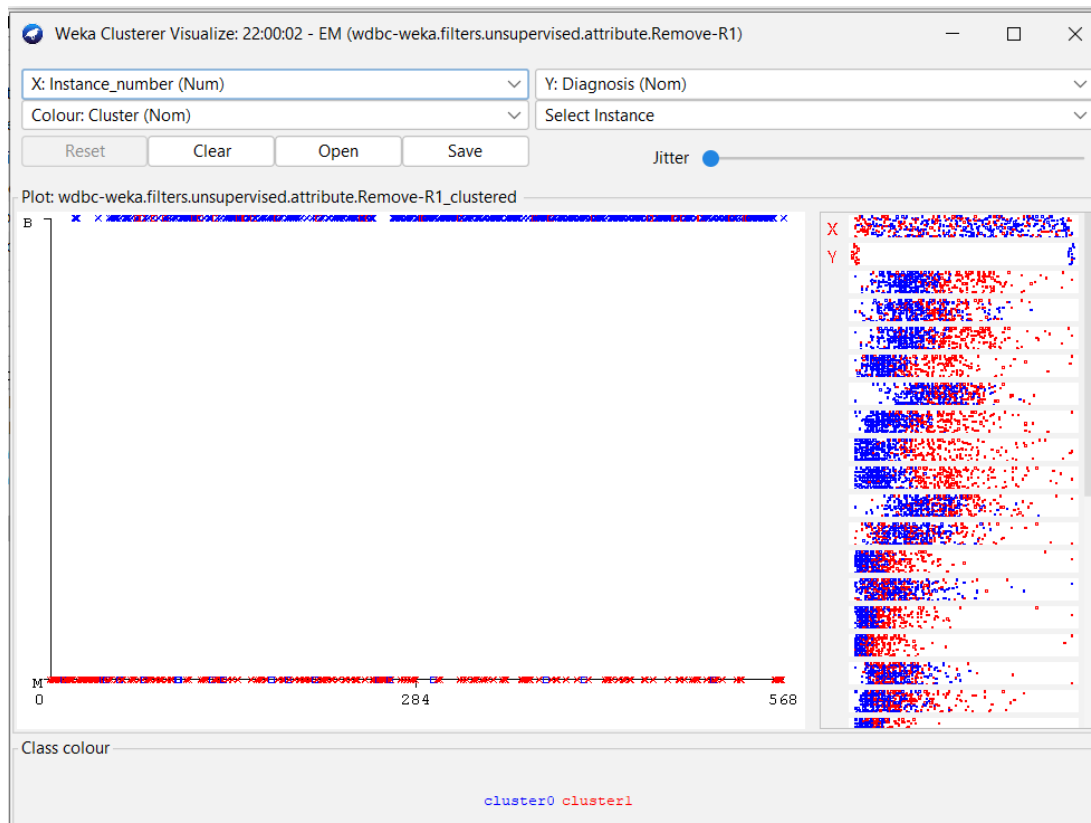 Weka Clusterer Visualize: 22:00:02 - EM (wdbc-weka.filters.unsupervised.attribute.Remove-R1)
X: Instance_number (Num) Y: Diagnosis (Nom)
Colour: Cluster (Nom) Select Instance
Reset Clear Open Save Jitter
Plot: wdbc-weka.filters.unsupervised.attribute.Remove-R1_clustered
B
X
Y
M
0 284 568
Class colour
cluster0 cluster1